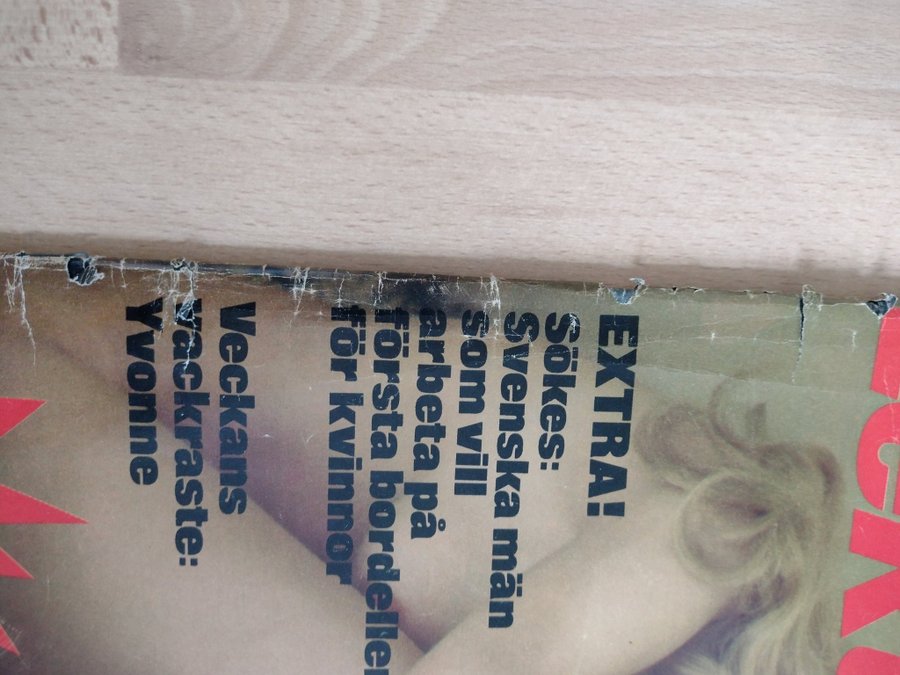 EXTRA!
Sökes:
Svenska män
som vill
arbeta på
första bordellen
för kvinnor
Veckans
Vackraste:
Yvonne